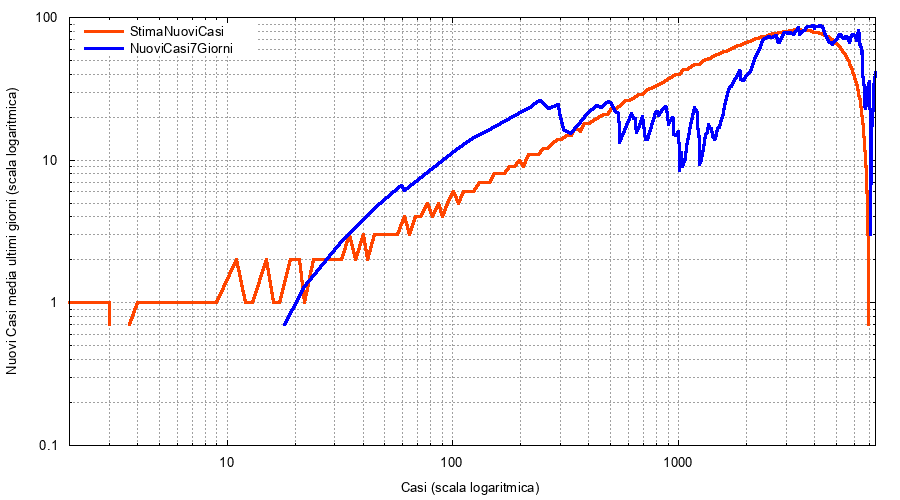 100
StimaNuoviCasi
NuoviCasi7Giorni
10
1
0.1
Nuovi Casi media ultimi giorni (scala logaritmica)
10
100
1000
Casi (scala logaritmica)